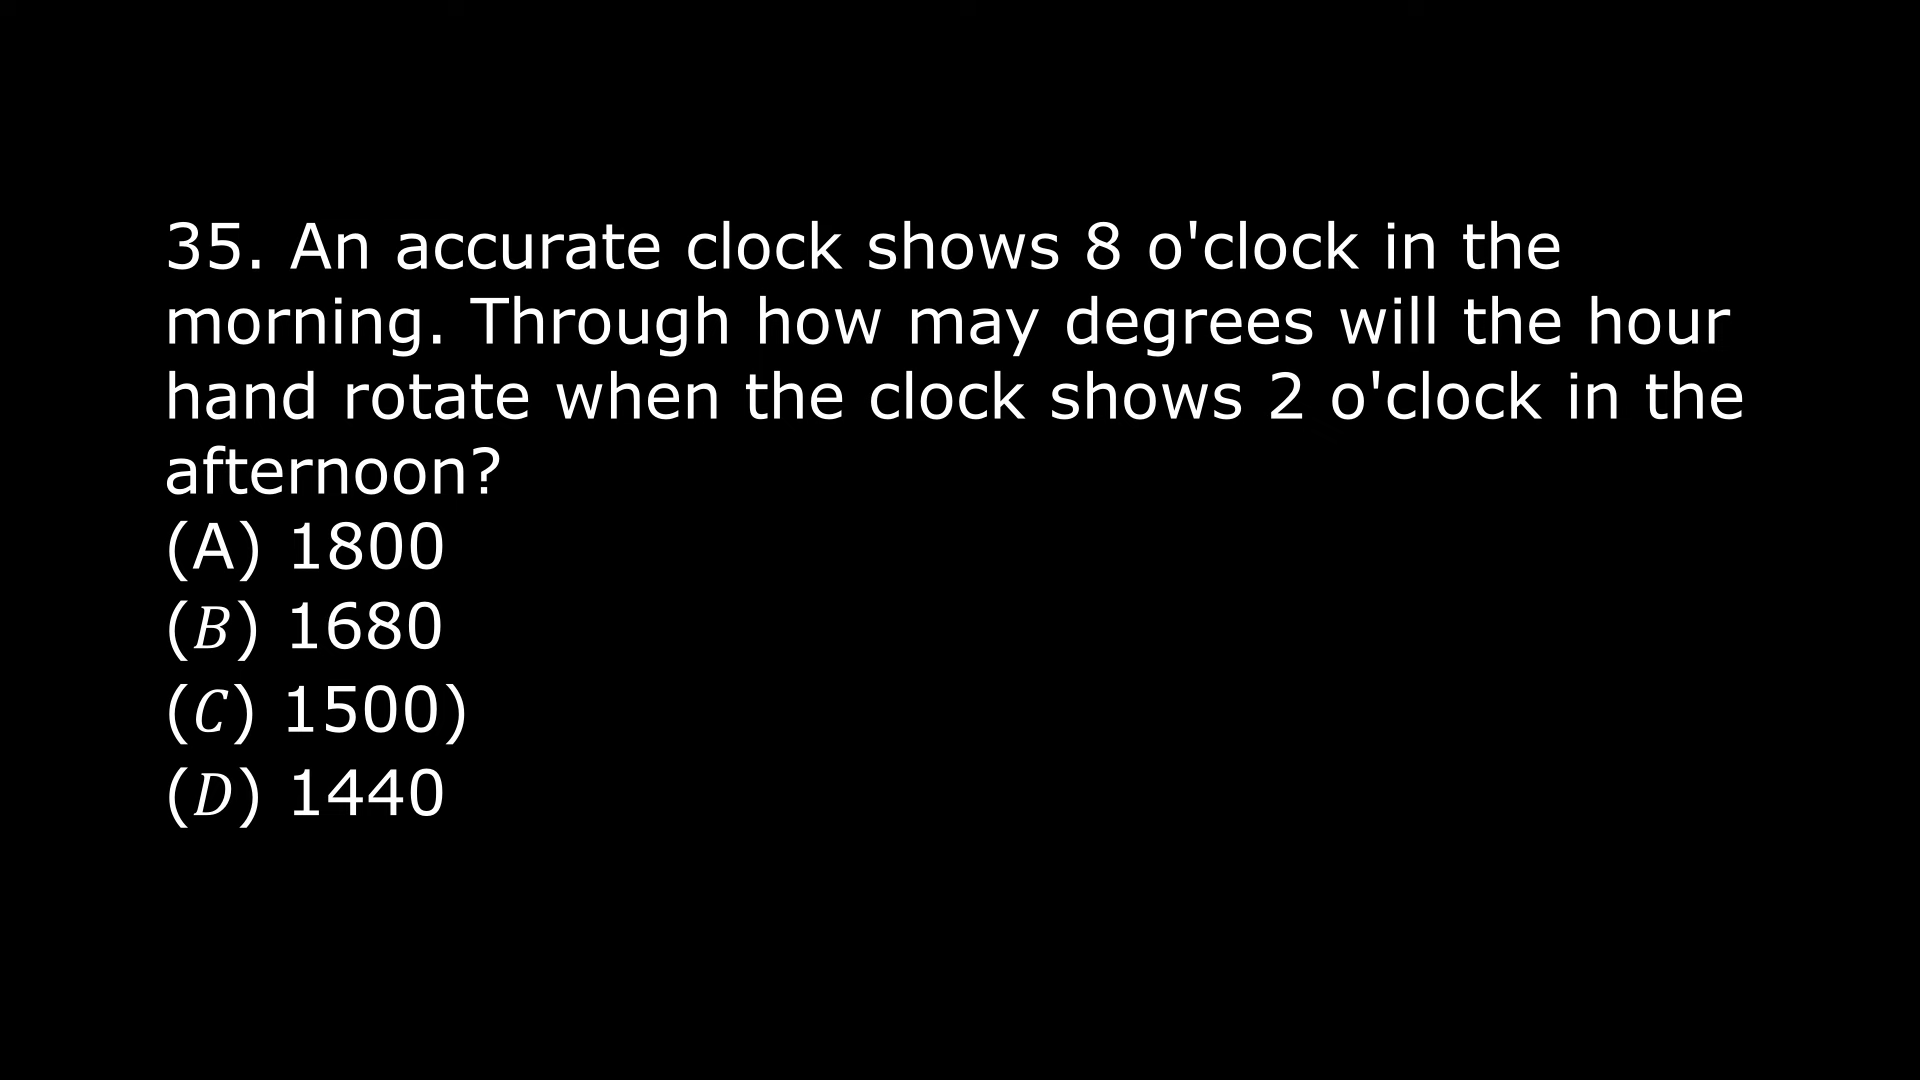 35. An accurate clock shows 8 o'clock in the
morning. Through how may degrees will the hour
hand rotate when the clock shows 2 o'clock in the
afternoon?
(A) 1800
(B) 1680
(C) 1500)
(D) 1440